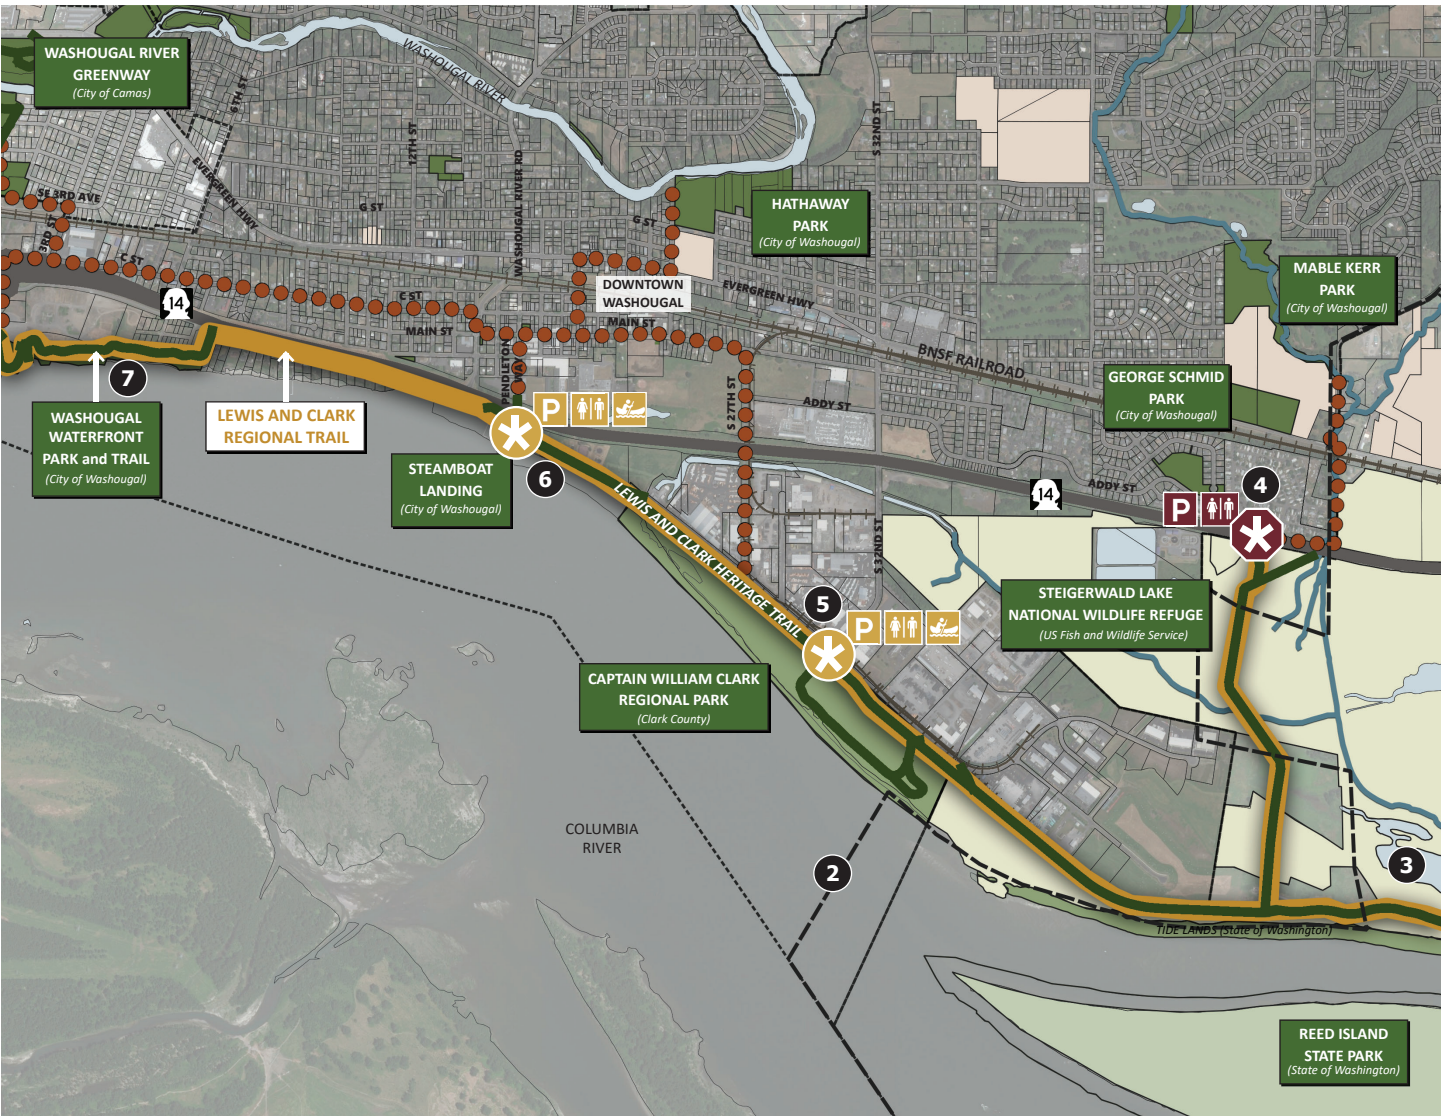 WASHOUGAL RIVER
GREENWAY
(City of Camas)
6TH ST
WASHOUGAL RIVER
12TH ST
WASHOUGAL RIVER RD
S 32ND ST
EVERGREEN HWY
SE 3RD AVE
3RD ST
G ST
G ST
HATHAWAY
PARK
(City of Washougal)
C ST
14
C ST
MAIN ST
DOWNTOWN
WASHOUGAL
MAIN ST
EVERGREEN HWY
BNSF RAILROAD
MABLE KERR
PARK
(City of Washougal)
GEORGE SCHMID
PARK
(City of Washougal)
7
WASHOUGAL
WATERFRONT
PARK and TRAIL
(City of Washougal)
LEWIS AND CLARK
REGIONAL TRAIL
PENDLETON
WAY
P
S 27TH ST
ADDY ST
STEAMBOAT
LANDING
(City of Washougal)
6
LEWIS AND CLARK HERITAGE TRAIL
14
ADDY ST
P
4
S 32ND ST
STEIGERWALD LAKE
NATIONAL WILDLIFE REFUGE
(US Fish and Wildlife Service)
5
P
CAPTAIN WILLIAM CLARK
REGIONAL PARK
(Clark County)
COLUMBIA
RIVER
2
3
TIDE LANDS (State of Washington)
REED ISLAND
STATE PARK
(State of Washington)